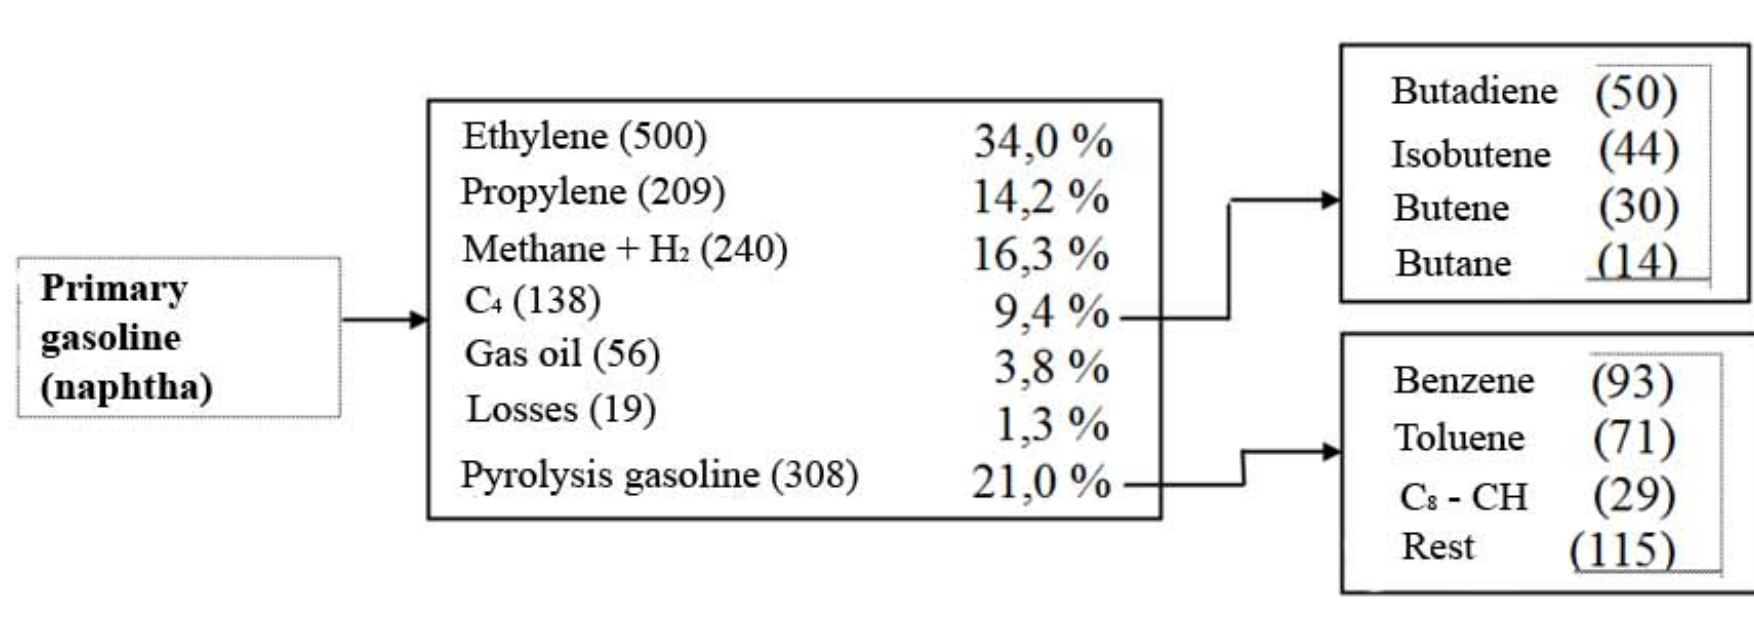 Primary
gasoline
(naphtha)
Ethylene (500) 34,0 %
Propylene (209) 14,2 %
Methane + H₂ (240) 16,3 %
C₄ (138) 9,4 %
Gas oil (56) 3,8 %
Losses (19) 1,3 %
Pyrolysis gasoline (308) 21,0 %
Butadiene (50)
Isobutene (44)
Butene (30)
Butane (14)
Benzene (93)
Toluene (71)
C₈ - CH (29)
Rest (115)